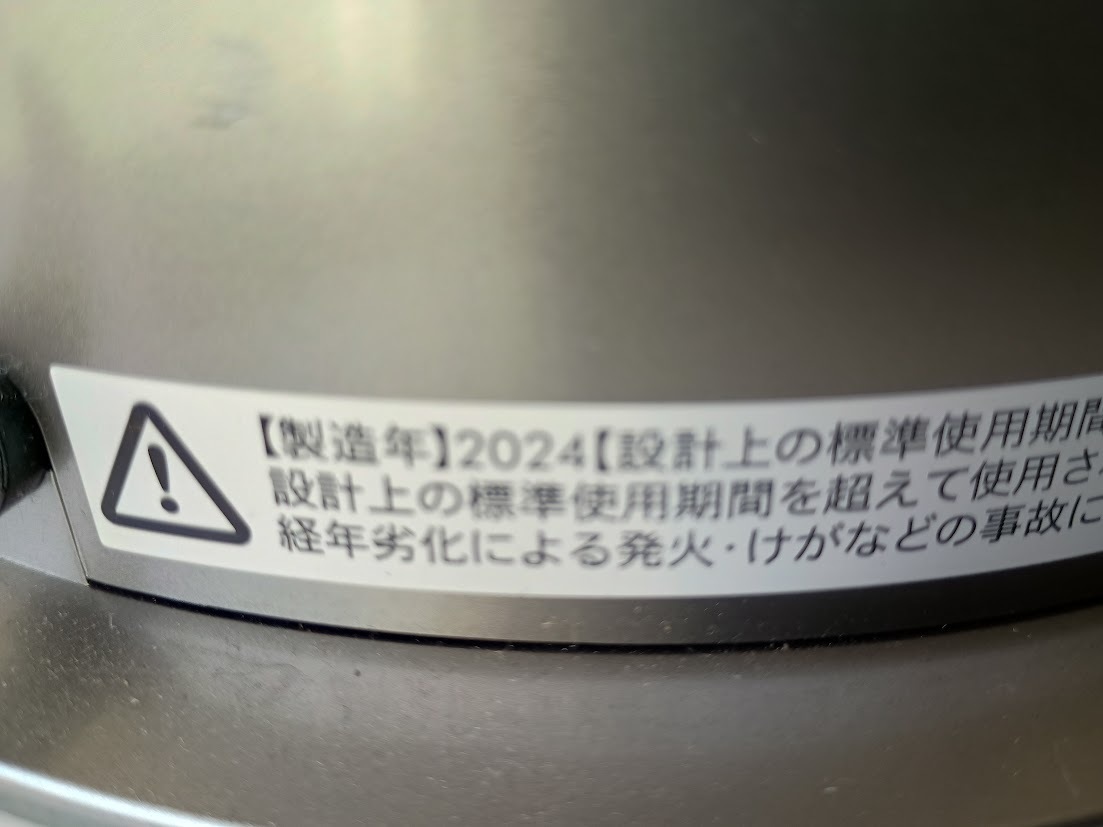 【製造年】2024【設計上の標準使用期間
設計上の標準使用期間を超えて使用さ
経年劣化による発火・けがなどの事故に